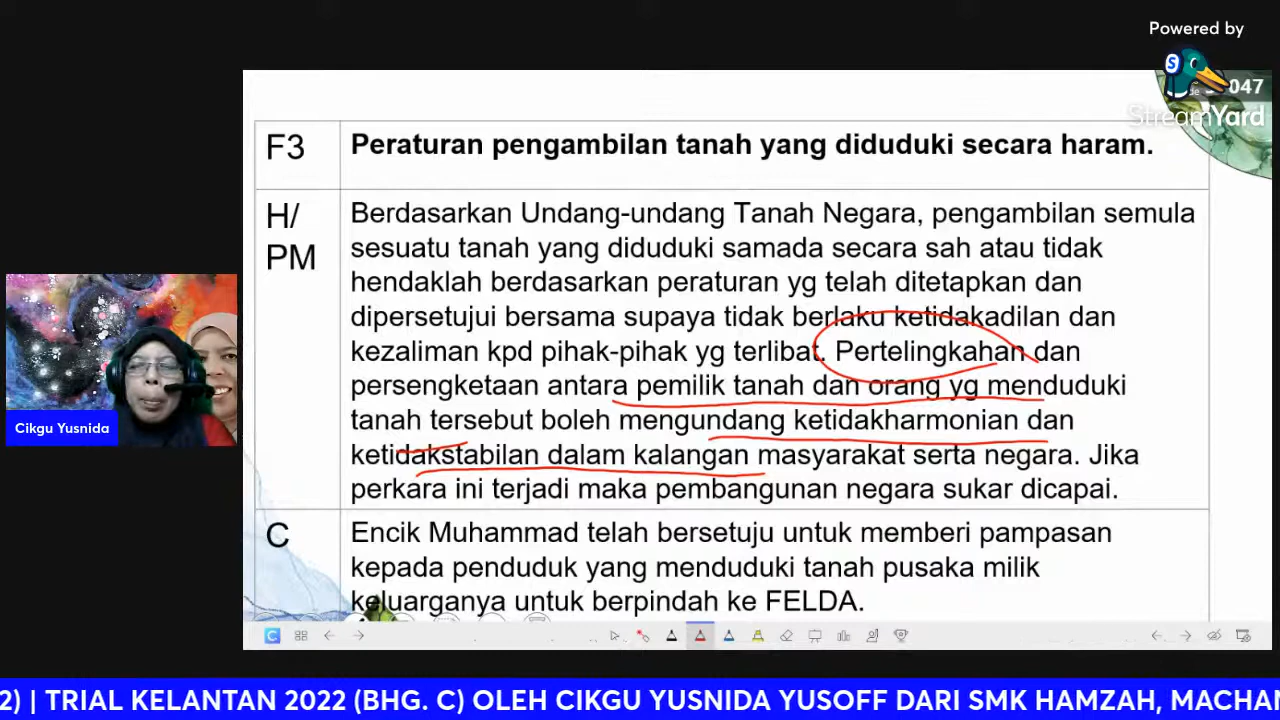 Powered by
047
StreamYard
F3
Peraturan pengambilan tanah yang diduduki secara haram.
H/
PM
Berdasarkan Undang-undang Tanah Negara, pengambilan semula
sesuatu tanah yang diduduki samada secara sah atau tidak
hendaklah berdasarkan peraturan yg telah ditetapkan dan
dipersetujui bersama supaya tidak berlaku ketidakadilan dan
kezaliman kpd pihak-pihak yg terlibat. Pertelingkahan dan
persengketaan antara pemilik tanah dan orang yg menduduki
tanah tersebut boleh mengundang ketidakharmonian dan
ketidakstabilan dalam kalangan masyarakat serta negara. Jika
perkara ini terjadi maka pembangunan negara sukar dicapai.
C
Encik Muhammad telah bersetuju untuk memberi pampasan
kepada penduduk yang menduduki tanah pusaka milik
keluarganya untuk berpindah ke FELDA.
Cikgu Yusnida
2) | TRIAL KELANTAN 2022 (BHG. C) OLEH CIKGU YUSNIDA YUSOFF DARI SMK HAMZAH, MACHAN